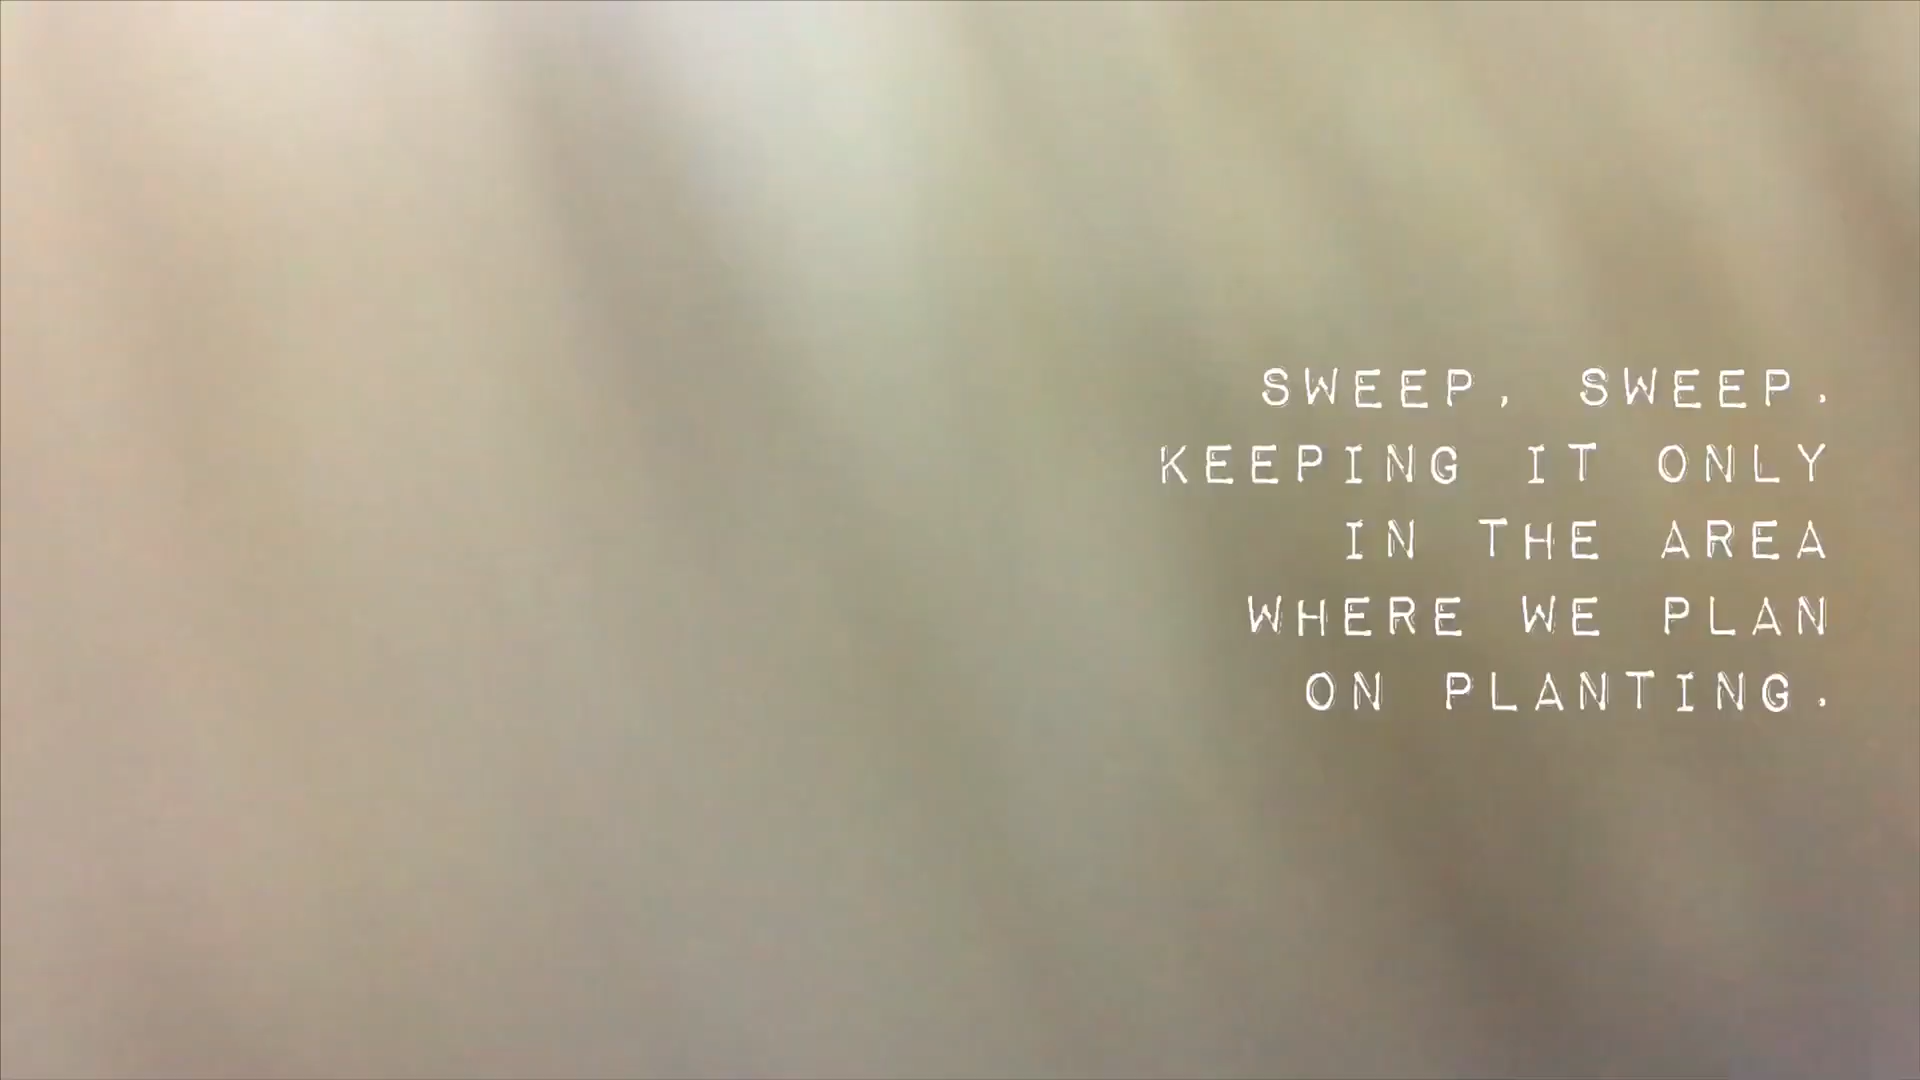 SWEEP, SWEEP.
KEEPING IT ONLY
IN THE AREA
WHERE WE PLAN
ON PLANTING.